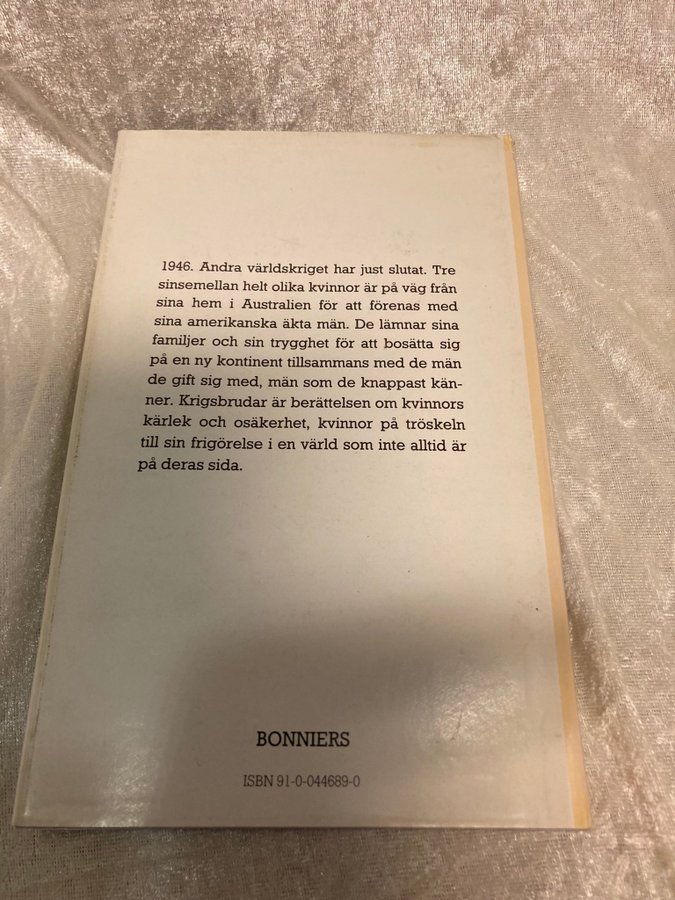 1946. Andra världskriget har just slutat. Tre
sinsemellan helt olika kvinnor är på väg från
sina hem i Australien för att förenas med
sina amerikanska äkta män. De lämnar sina
familjer och sin trygghet för att bosätta sig
på en ny kontinent tillsammans med de män
de gift sig med, män som de knappast kän-
ner. Krigsbrudar är berättelsen om kvinnors
kärlek och osäkerhet, kvinnor på tröskeln
till sin frigörelse i en värld som inte alltid är
på deras sida.
BONNIERS
ISBN 91-0-044689-0